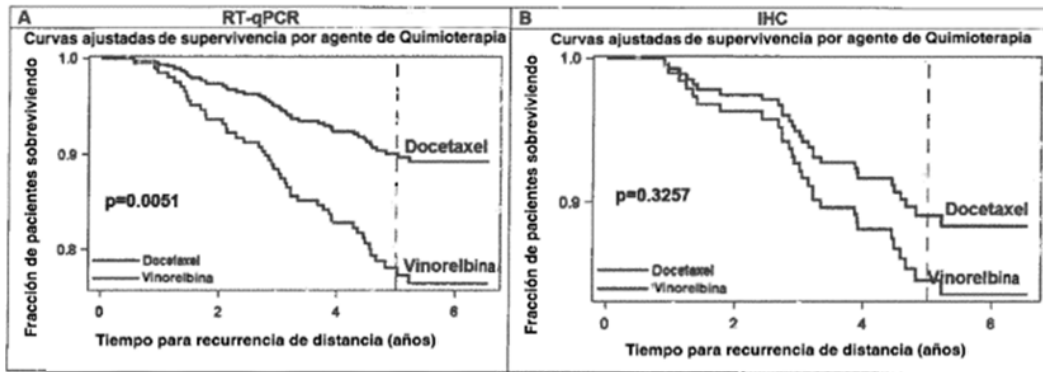 A
RT-qPCR
Curvas ajustadas de supervivencia por agente de Quimioterapia
Fracción de pacientes sobreviviendo
1.0
0.9
0.8
p=0.0051
Docetaxel
Vinorelbina
Docetaxel
Vinorelbina
0
2
4
6
Tiempo para recurrencia de distancia (años)
B
IHC
Curvas ajustadas de supervivencia por agente de Quimioterapia
Fracción de pacientes sobreviviendo
1.0
0.9
p=0.3257
Docetaxel
Vinorelbina
Docetaxel
'Vinorelbina
0
2
4
6
Tiempo para recurrencia de distancia (años)